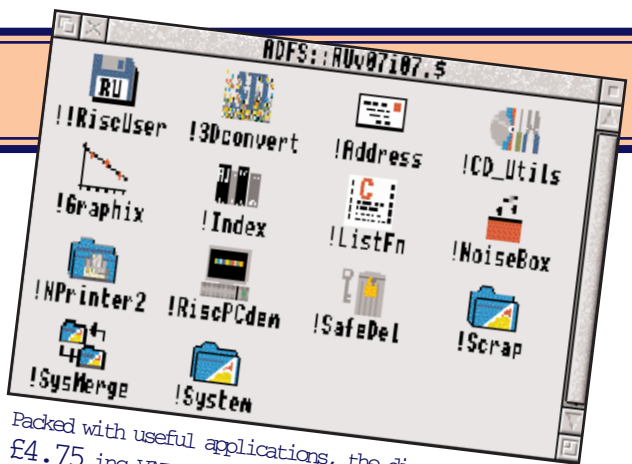 ADFS::RUv07i07.$
RU
!!RiscUser !3Dconvert !Address !CD_Utils
!Graphix !Index !ListFn !NoiseBox
!NPrinter2 !RiscPCdem !SafeDel !Scrap
!SysMerge !System
Packed with useful applications, the
£4.75 inc